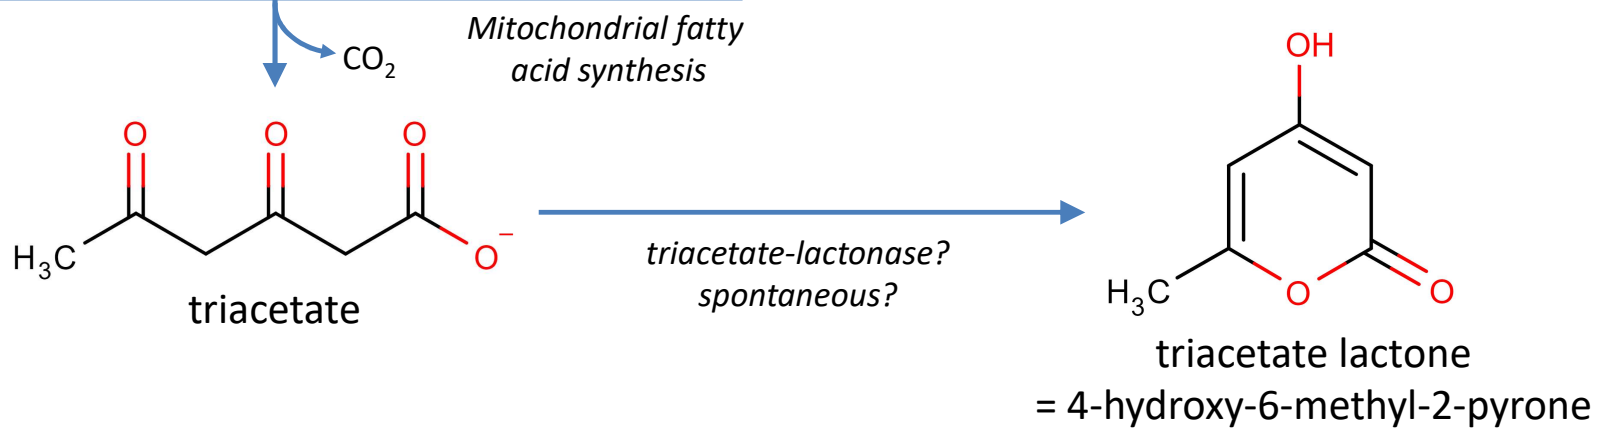 Mitochondrial fatty
acid synthesis
CO2
O O O
H3C O−
triacetate
triacetate-lactonase?
spontaneous?
OH
H3C O O
triacetate lactone
= 4-hydroxy-6-methyl-2-pyrone